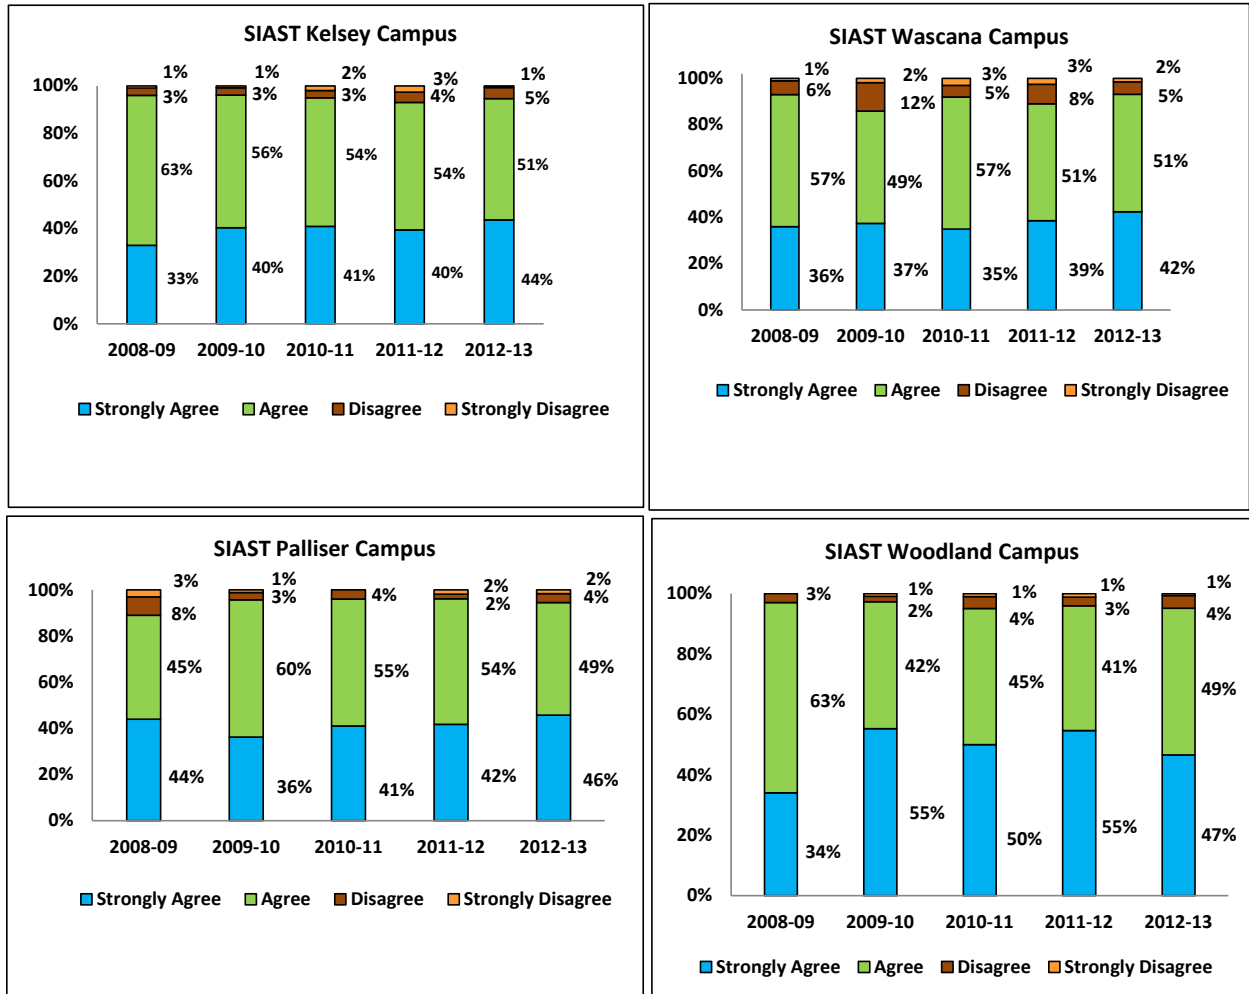 SIAST Kelsey Campus
1% 1% 2% 3% 1%
100%
3% 3% 3% 4% 5%
80%
63% 56% 54% 54% 51%
60%
40%
33% 40% 41% 40% 44%
20%
0%
2008-09 2009-10 2010-11 2011-12 2012-13
Strongly Agree Agree Disagree Strongly Disagree
SIAST Wascana Campus
1% 2% 3% 3% 2%
100%
6% 12% 5% 8% 5%
80%
57% 49% 57% 51% 51%
60%
40%
36% 37% 35% 39% 42%
20%
0%
2008-09 2009-10 2010-11 2011-12 2012-13
Strongly Agree Agree Disagree Strongly Disagree
SIAST Palliser Campus
3% 1% 4% 2% 2%
100%
8% 3% 2% 4%
80%
45% 60% 55% 54% 49%
60%
40%
44% 36% 41% 42% 46%
20%
0%
2008-09 2009-10 2010-11 2011-12 2012-13
Strongly Agree Agree Disagree Strongly Disagree
SIAST Woodland Campus
100%
3% 1% 1% 1% 1%
2% 4% 3% 4%
80%
63% 42% 45% 41% 49%
60%
40%
34% 55% 50% 55% 47%
20%
0%
2008-09 2009-10 2010-11 2011-12 2012-13
Strongly Agree Agree Disagree Strongly Disagree